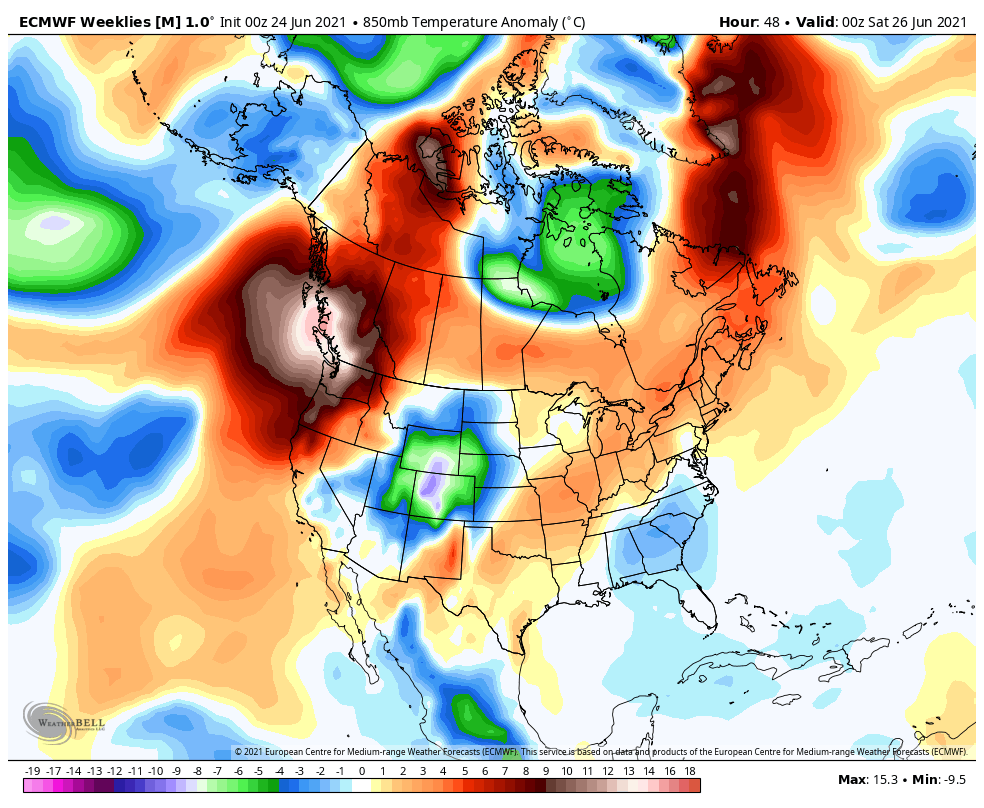 ECMWF Weeklies [M] 1.0° Init 00z 24 Jun 2021 • 850mb Temperature Anomaly (°C)
Hour: 48 • Valid: 00z Sat 26 Jun 2021
WEATHERBELL
© 2021 European Centre for Medium-range Weather Forecasts (ECMWF). This service is based on data and products of the European Centre for Medium-range Weather Forecasts (ECMWF).
-19 -17 -14 -13 -12 -11 -10 -8 -7 -6 -5 -4 -3 -2 -1 0 1 2 3 4 5 6 7 8 9 10 11 12 13 14 16 18
Max: 15.3 • Min: -9.5